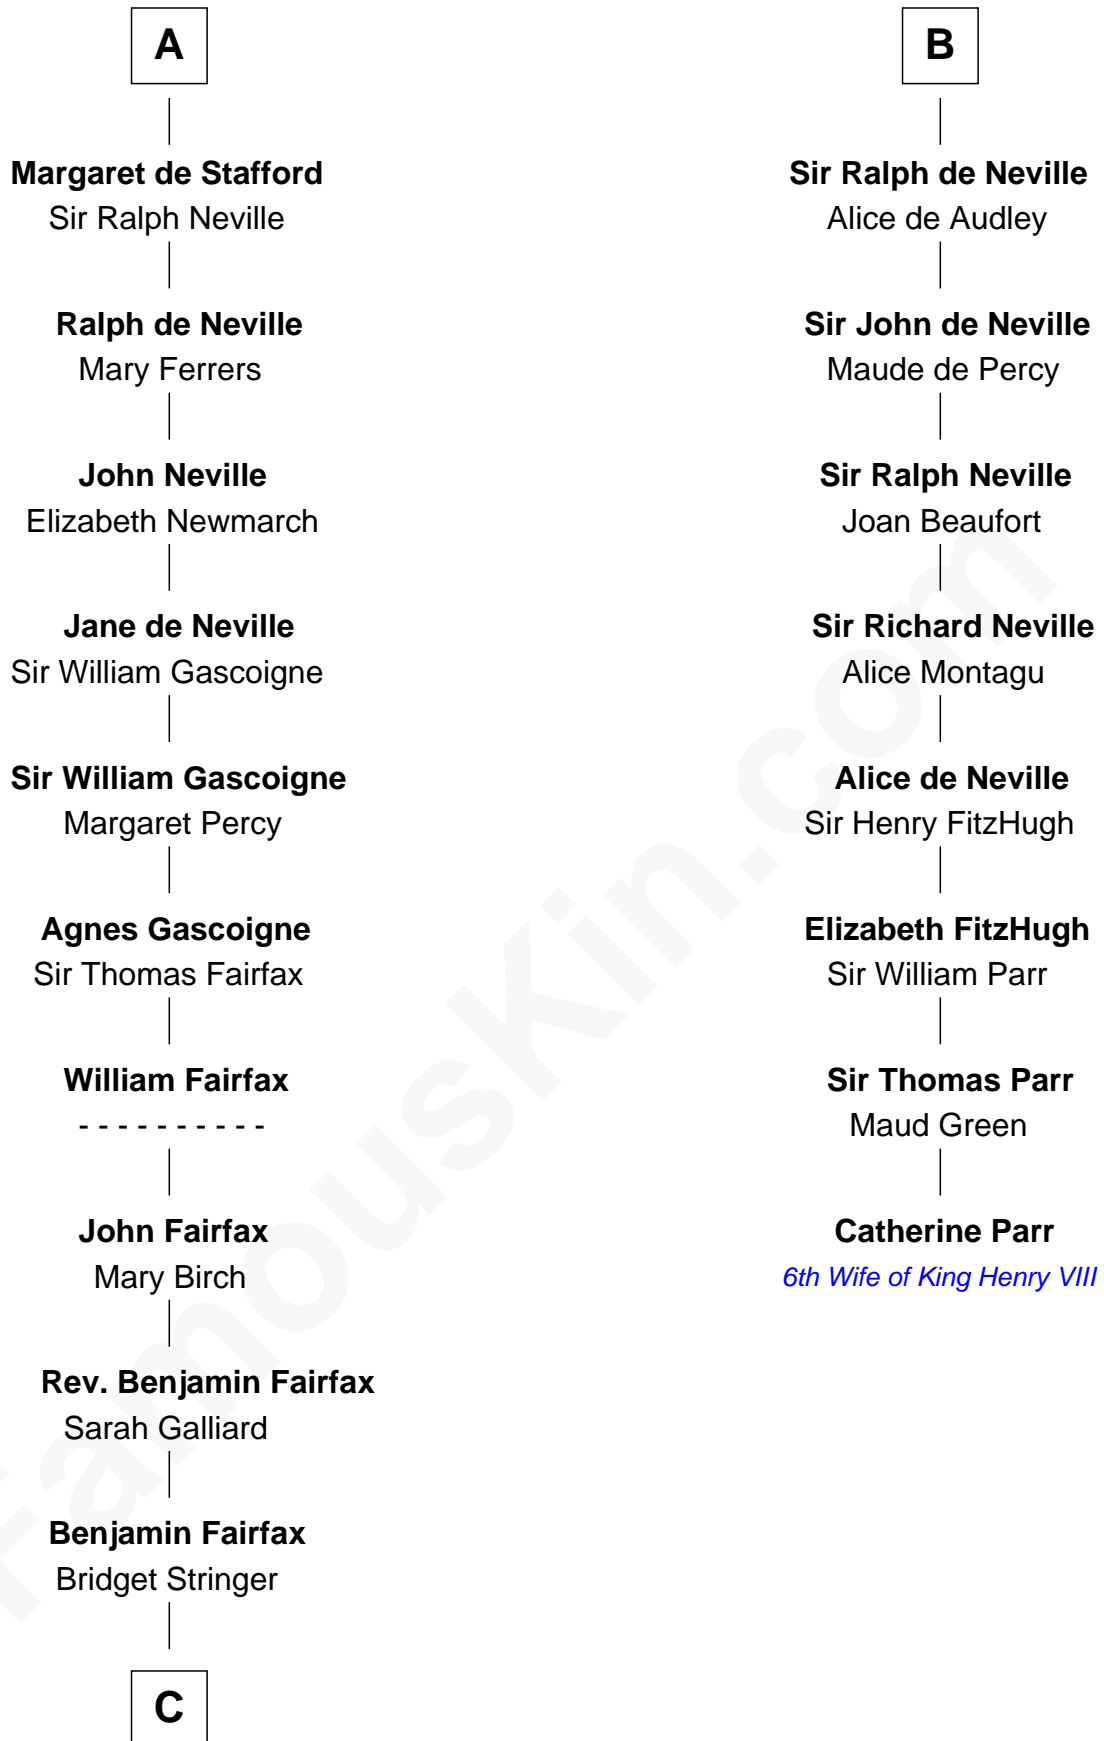 A
Margaret de Stafford
Sir Ralph Neville
Ralph de Neville
Mary Ferrers
John Neville
Elizabeth Newmarch
Jane de Neville
Sir William Gascoigne
Sir William Gascoigne
Margaret Percy
Agnes Gascoigne
Sir Thomas Fairfax
William Fairfax
- - - - - - - - - -
John Fairfax
Mary Birch
Rev. Benjamin Fairfax
Sarah Galliard
Benjamin Fairfax
Bridget Stringer
C
B
Sir Ralph de Neville
Alice de Audley
Sir John de Neville
Maude de Percy
Sir Ralph Neville
Joan Beaufort
Sir Richard Neville
Alice Montagu
Alice de Neville
Sir Henry FitzHugh
Elizabeth FitzHugh
Sir William Parr
Sir Thomas Parr
Maud Green
Catherine Parr
6th Wife of King Henry VIII
FamousKin.com